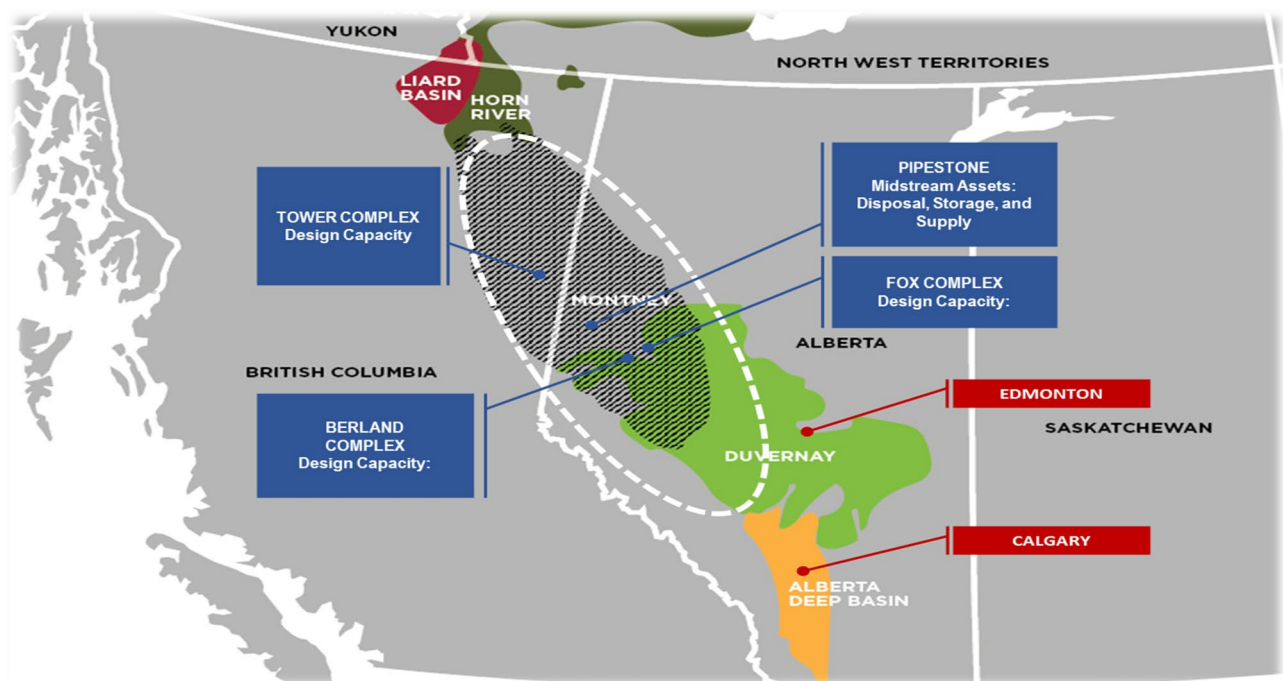 YUKON
NORTH WEST TERRITORIES
LIARD
BASIN
HORN
RIVER
TOWER COMPLEX
Design Capacity
PIPESTONE
Midstream Assets:
Disposal, Storage, and
Supply
FOX COMPLEX
Design Capacity:
MONTNEY
ALBERTA
BRITISH COLUMBIA
BERLAND
COMPLEX
Design Capacity:
EDMONTON
SASKATCHEWAN
DUVERNAY
CALGARY
ALBERTA
DEEP BASIN